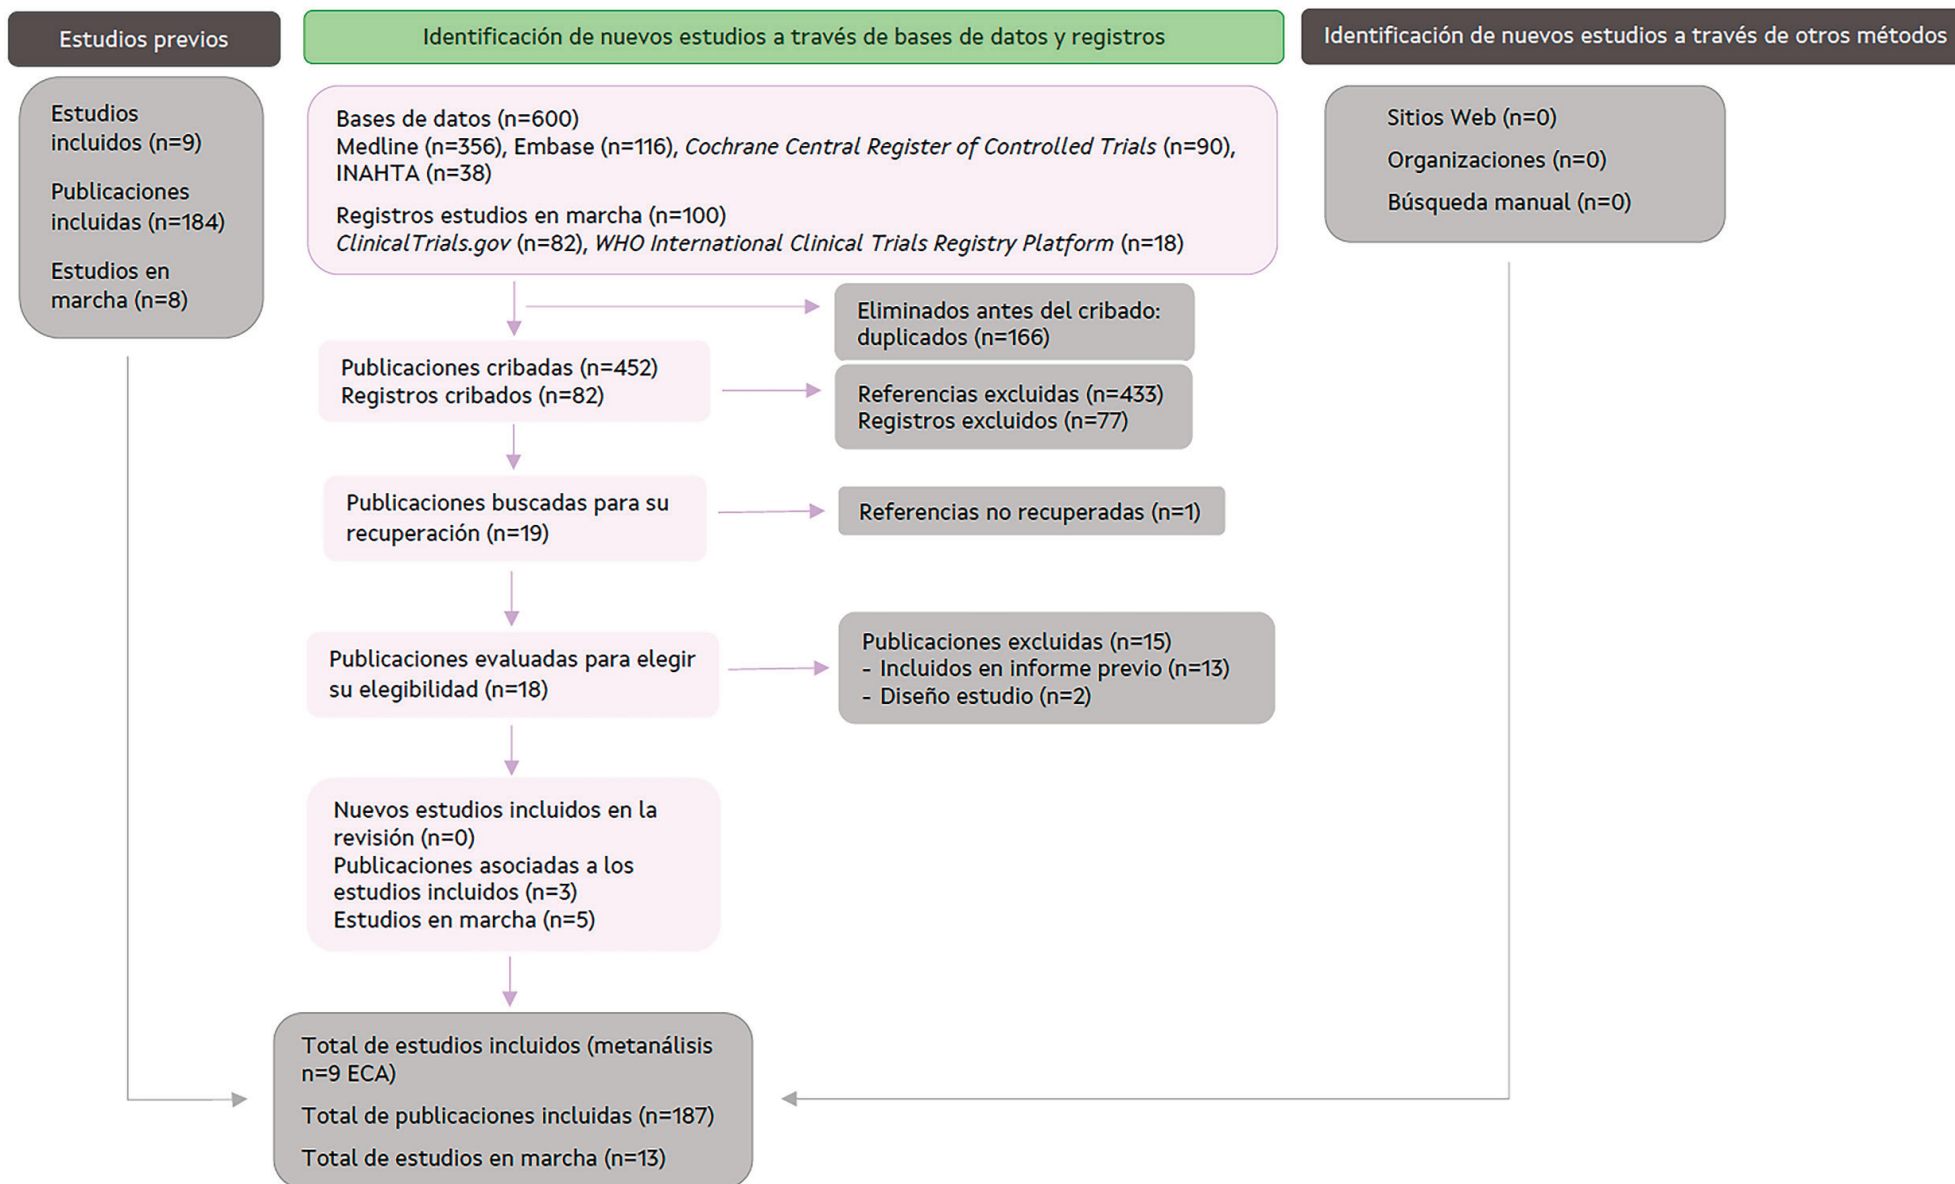 Estudios previos
Identificación de nuevos estudios a través de bases de datos y registros
Identificación de nuevos estudios a través de otros métodos
Estudios
incluidos (n=9)
Publicaciones
incluidas (n=184)
Estudios en
marcha (n=8)
Bases de datos (n=600)
Medline (n=356), Embase (n=116), Cochrane Central Register of Controlled Trials (n=90),
INAHTA (n=38)
Registros estudios en marcha (n=100)
ClinicalTrials.gov (n=82), WHO International Clinical Trials Registry Platform (n=18)
Sitios Web (n=0)
Organizaciones (n=0)
Búsqueda manual (n=0)
Eliminados antes del cribado:
duplicados (n=166)
Publicaciones cribadas (n=452)
Registros cribados (n=82)
Referencias excluidas (n=433)
Registros excluidos (n=77)
Publicaciones buscadas para su
recuperación (n=19)
Referencias no recuperadas (n=1)
Publicaciones evaluadas para elegir
su elegibilidad (n=18)
Publicaciones excluidas (n=15)
- Incluidos en informe previo (n=13)
- Diseño estudio (n=2)
Nuevos estudios incluidos en la
revisión (n=0)
Publicaciones asociadas a los
estudios incluidos (n=3)
Estudios en marcha (n=5)
Total de estudios incluidos (metanálisis
n=9 ECA)
Total de publicaciones incluidas (n=187)
Total de estudios en marcha (n=13)